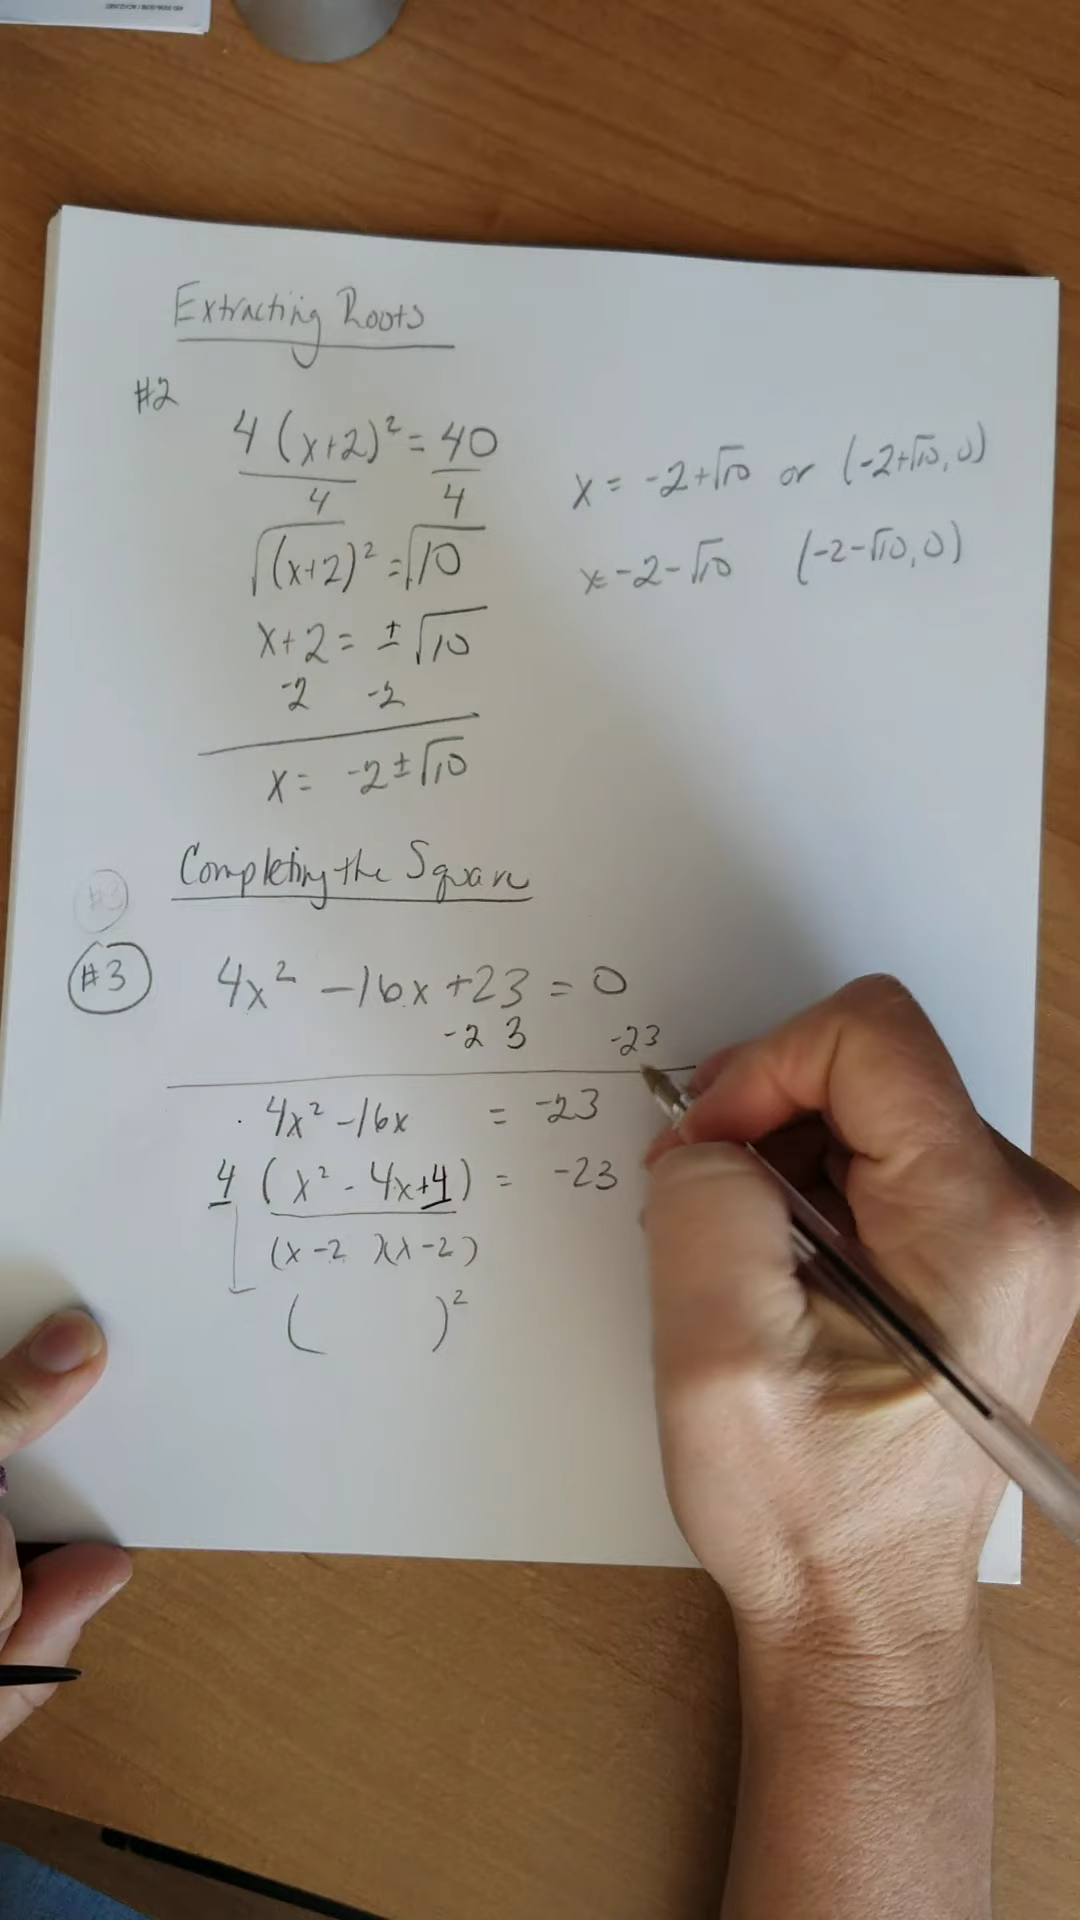 Extracting Roots
#2
4(x+2)² = 40
4 4
√(x+2)² = √10
x+2 = ±√10
-2 -2
x = -2±√10
x = -2+√10 or (-2+√10, 0)
x = -2-√10 (-2-√10, 0)
Completing the Square
#3
#3
4x² -16x +23 = 0
-23 -23
4x² -16x = -23
4 (x² - 4x+4) = -23
(x-2)(x-2)
( )²